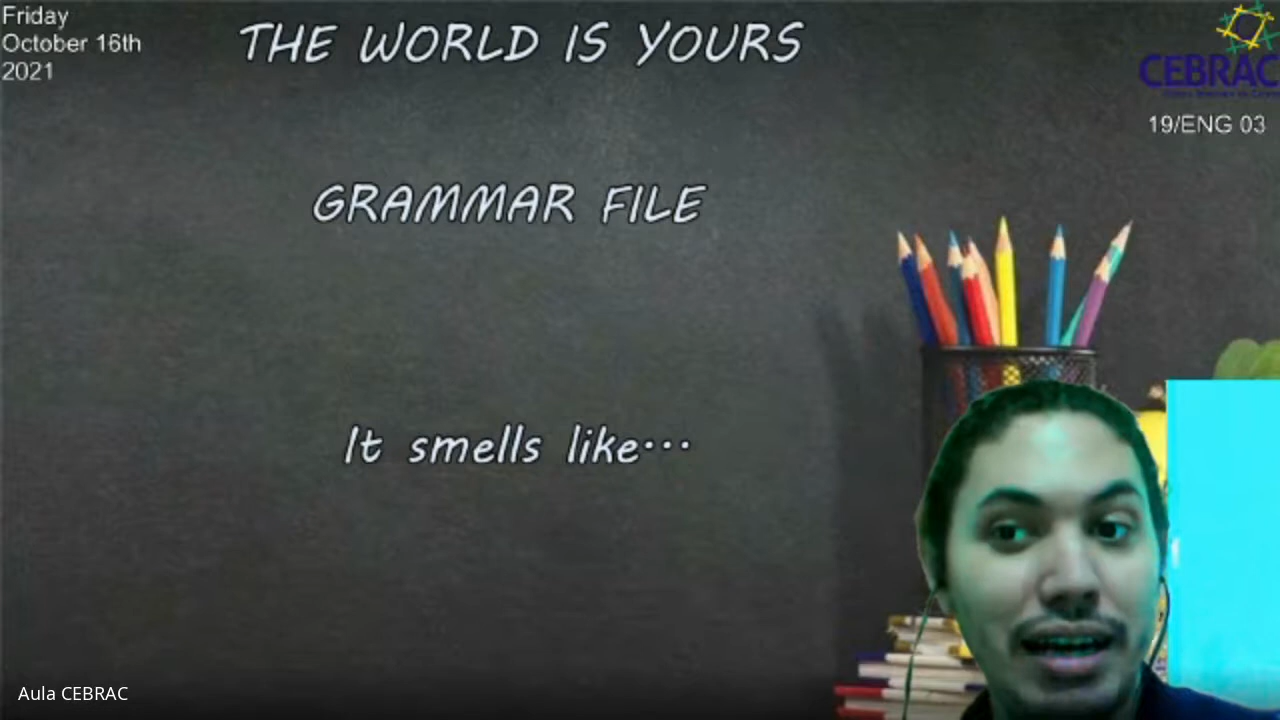 Friday
October 16th
2021
THE WORLD IS YOURS
CEBRAC
19/ENG 03
GRAMMAR FILE
It smells like...
Aula CEBRAC